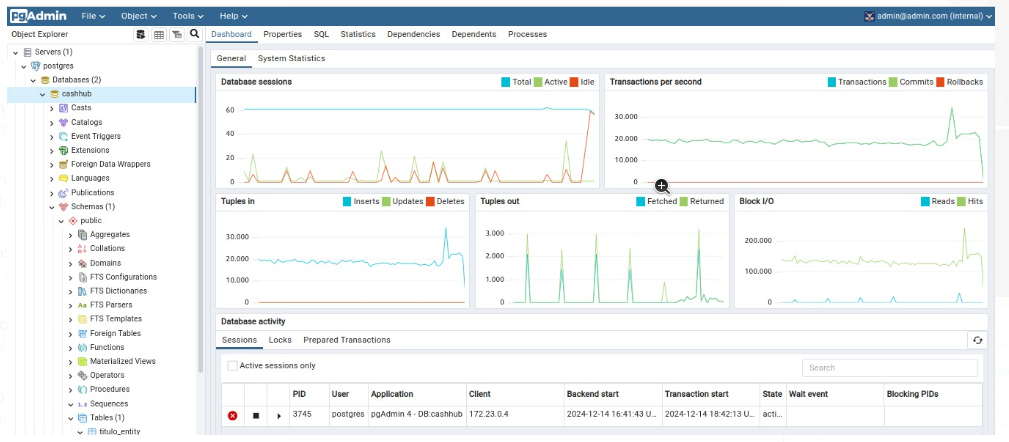 pgAdmin File Object Tools Help admin@admin.com (internal)
Object Explorer Dashboard Properties SQL Statistics Dependencies Dependents Processes
Servers (1)
postgres
Databases (2)
cashhub
Casts
Catalogs
Event Triggers
Extensions
Foreign Data Wrappers
Languages
Publications
Schemas (1)
public
Aggregates
Collations
Domains
FTS Configurations
FTS Dictionaries
FTS Parsers
FTS Templates
Foreign Tables
Functions
Materialized Views
Operators
Procedures
1..3 Sequences
Tables (1)
titulo_entity
General System Statistics
Database sessions Total Active Idle
60
40
20
0
Transactions per second Transactions Commits Rollbacks
30.000
20.000
10.000
0
Tuples in Inserts Updates Deletes
30.000
20.000
10.000
0
Tuples out Fetched Returned
3.000
2.000
1.000
0
Block I/O Reads Hits
200.000
100.000
0
Database activity
Sessions Locks Prepared Transactions
Active sessions only Search
PID User Application Client Backend start Transaction start State Wait event Blocking PIDs
3745 postgres pgAdmin 4 - DB:cashhub 172.23.0.4 2024-12-14 16:41:43 U... 2024-12-14 18:42:13 U... acti...